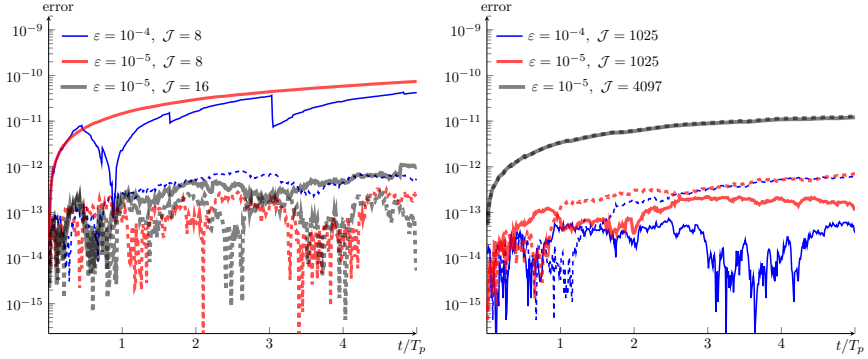 error
10⁻⁹
10⁻¹⁰
10⁻¹¹
10⁻¹²
10⁻¹³
10⁻¹⁴
10⁻¹⁵
ε = 10⁻⁴, 𝒥 = 8
ε = 10⁻⁵, 𝒥 = 8
ε = 10⁻⁵, 𝒥 = 16
1 2 3 4
t/Tₚ
error
10⁻⁹
10⁻¹⁰
10⁻¹¹
10⁻¹²
10⁻¹³
10⁻¹⁴
10⁻¹⁵
ε = 10⁻⁴, 𝒥 = 1025
ε = 10⁻⁵, 𝒥 = 1025
ε = 10⁻⁵, 𝒥 = 4097
1 2 3 4
t/Tₚ